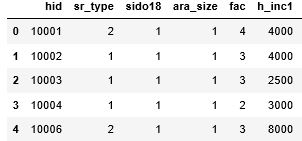 hid sr_type sido18 ara_size fac h_inc1
0 10001 2 1 1 4 4000
1 10002 1 1 1 3 4000
2 10003 1 1 1 3 2500
3 10004 1 1 1 2 3000
4 10006 2 1 1 3 8000